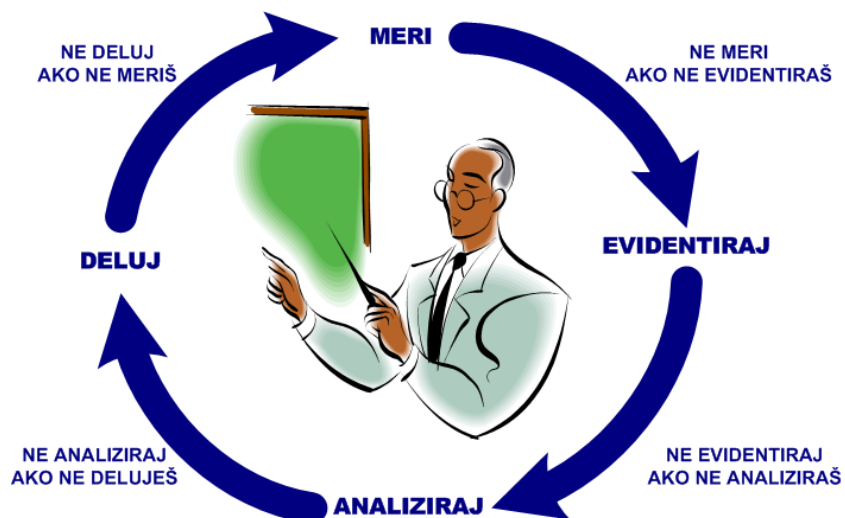 MERI
NE MERI
AKO NE EVIDENTIRAŠ
EVIDENTIRAJ
NE EVIDENTIRAJ
AKO NE ANALIZIRAŠ
ANALIZIRAJ
NE ANALIZIRAJ
AKO NE DELUJEŠ
DELUJ
NE DELUJ
AKO NE MERIŠ